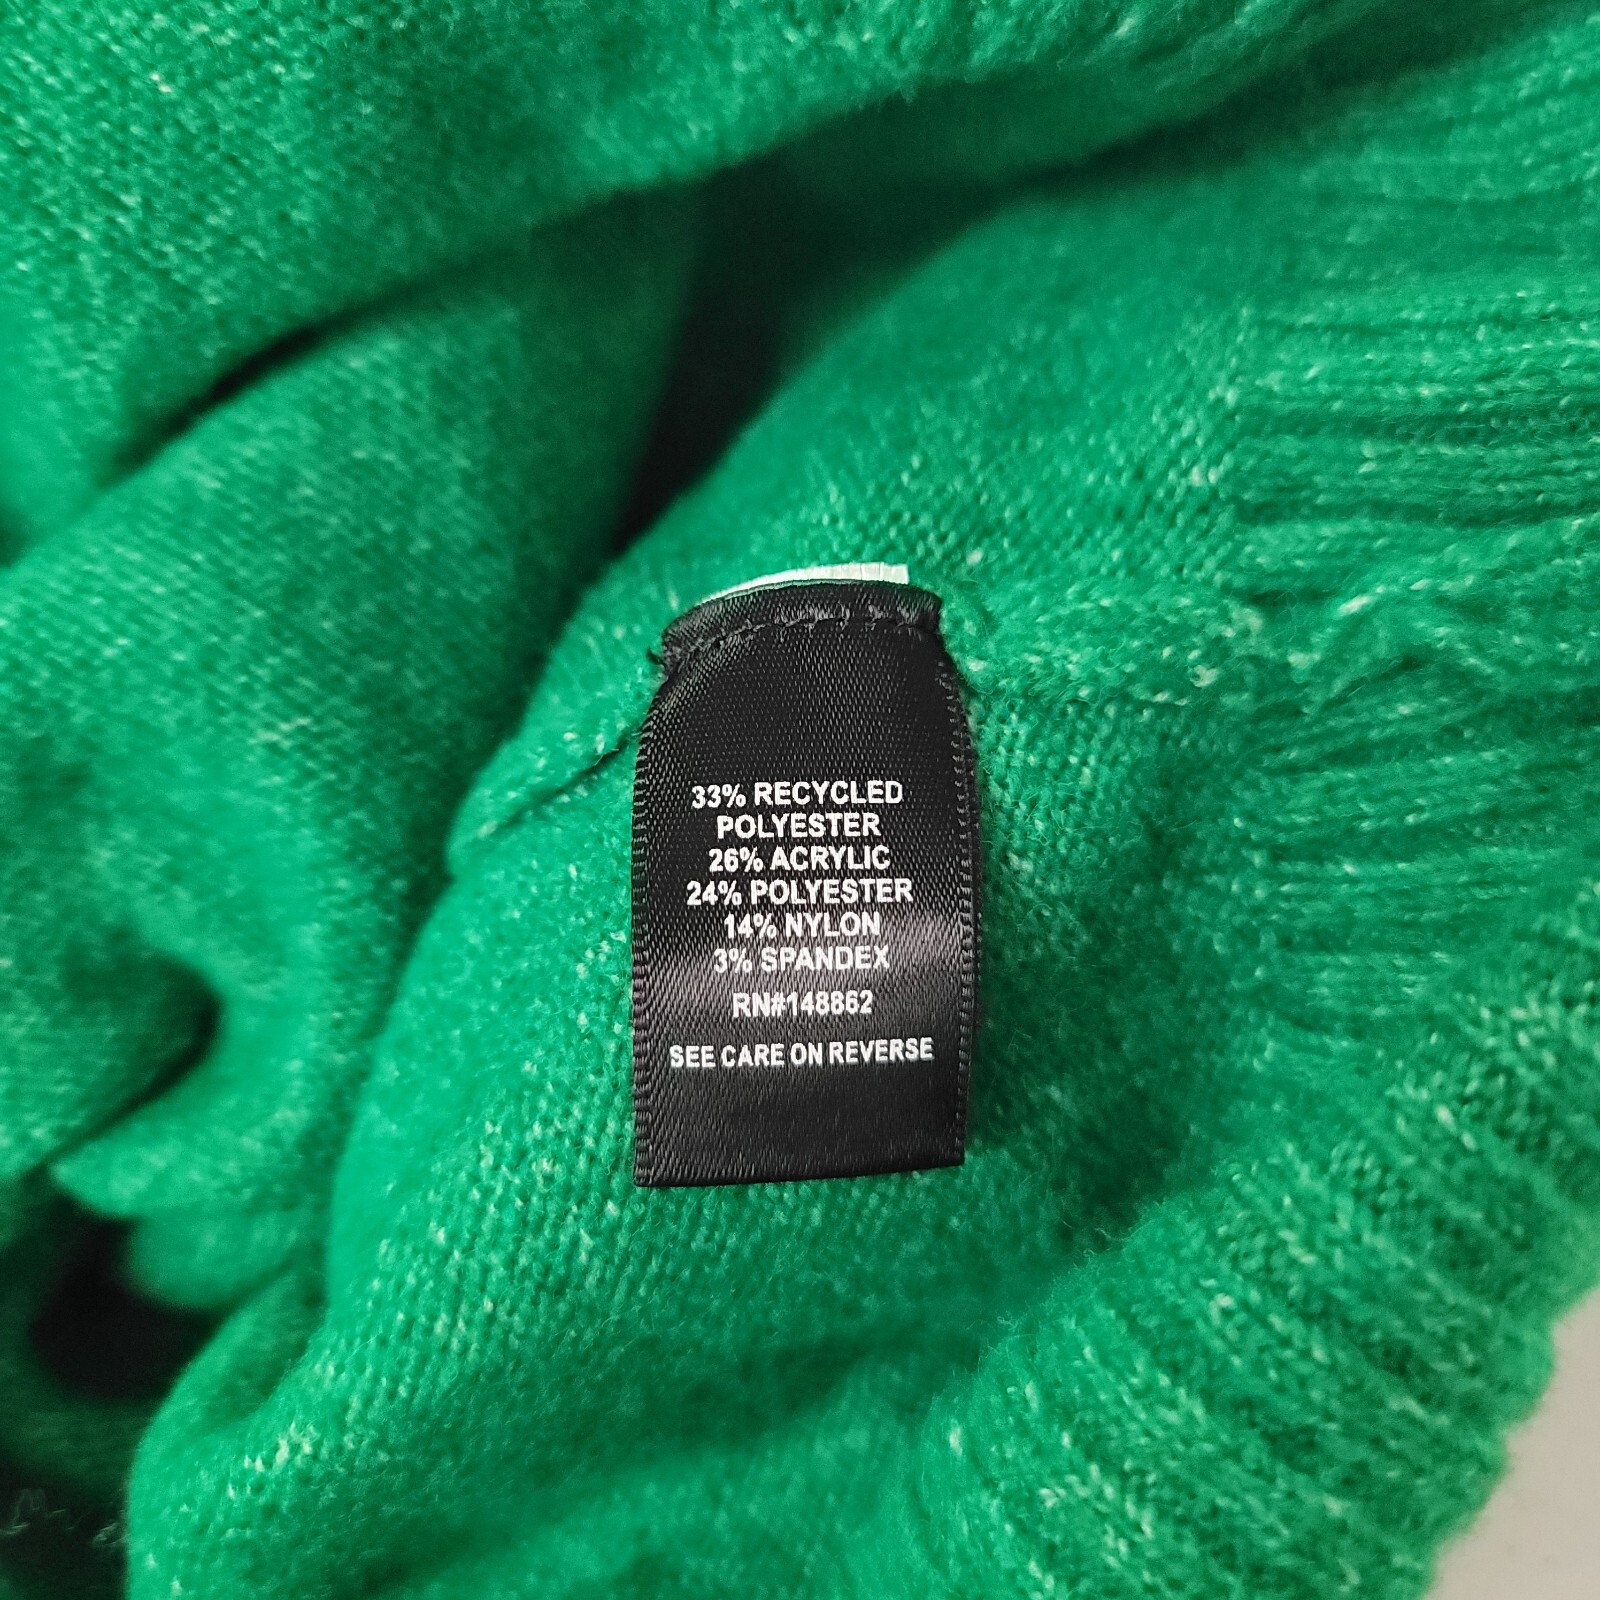 33% RECYCLED
POLYESTER
26% ACRYLIC
24% POLYESTER
14% NYLON
3% SPANDEX
RN#148862
SEE CARE ON REVERSE